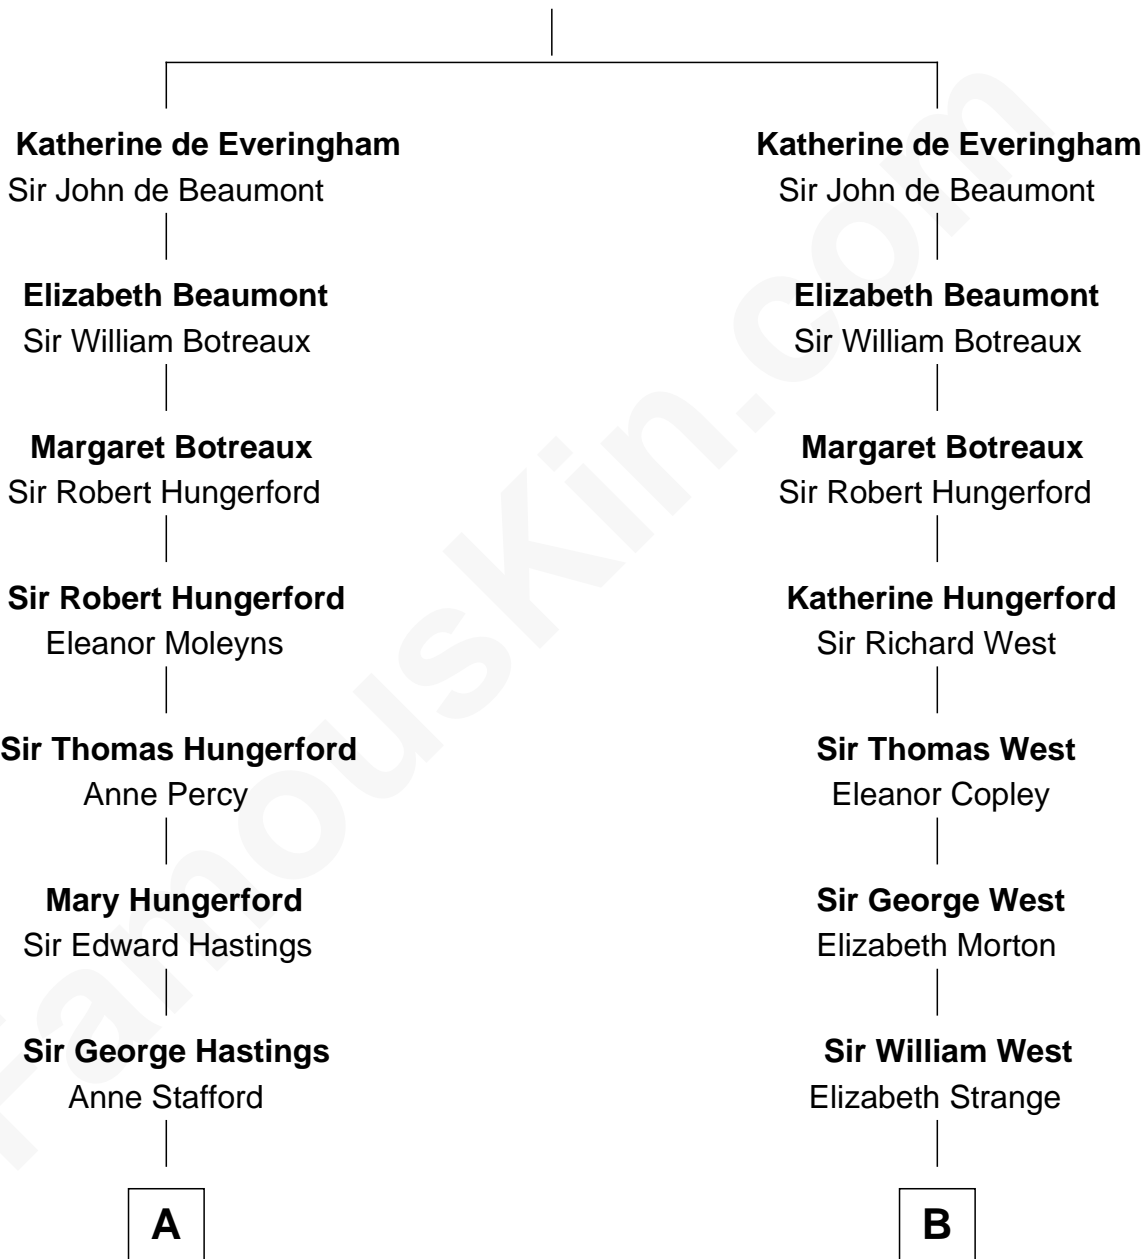 Katherine de Everingham
Sir John de Beaumont
Elizabeth Beaumont
Sir William Botreaux
Margaret Botreaux
Sir Robert Hungerford
Sir Robert Hungerford
Eleanor Moleyns
Sir Thomas Hungerford
Anne Percy
Mary Hungerford
Sir Edward Hastings
Sir George Hastings
Anne Stafford
A
Katherine de Everingham
Sir John de Beaumont
Elizabeth Beaumont
Sir William Botreaux
Margaret Botreaux
Sir Robert Hungerford
Katherine Hungerford
Sir Richard West
Sir Thomas West
Eleanor Copley
Sir George West
Elizabeth Morton
Sir William West
Elizabeth Strange
B
FamousKin.com